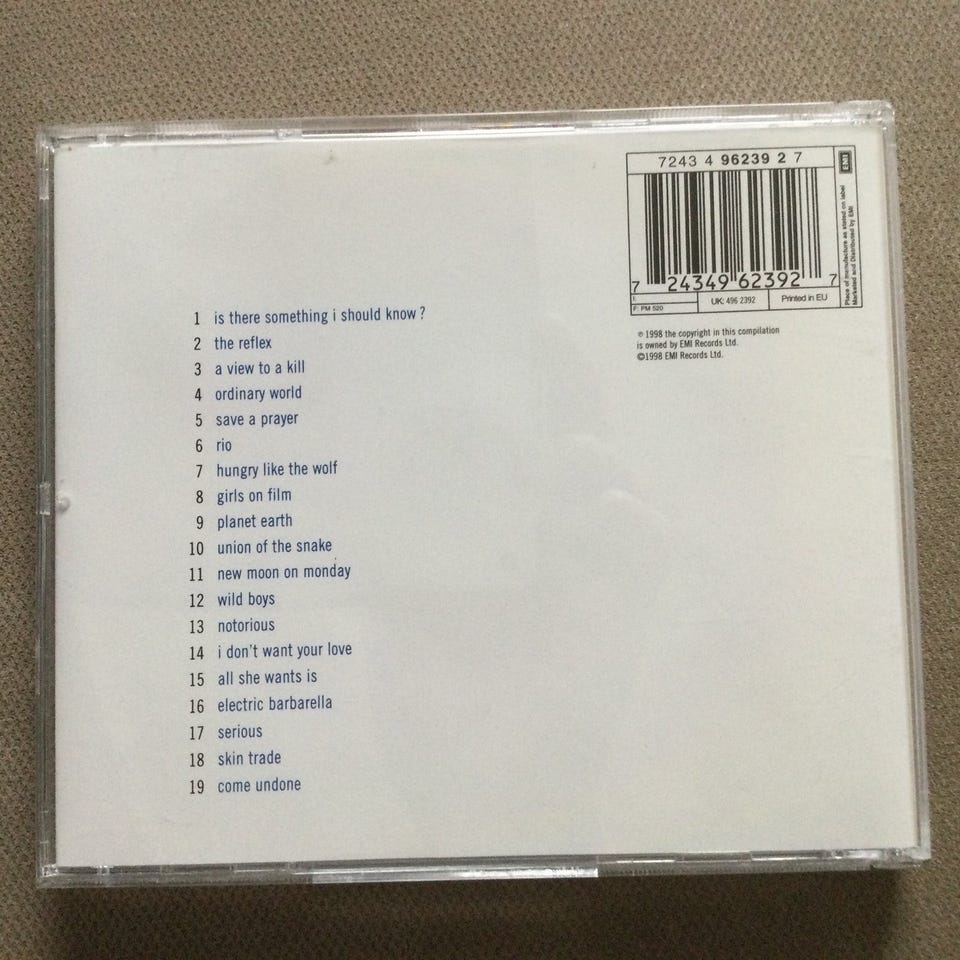 7243 4 96239 2 7
EMI
7 24349 62392 7
F: PM 520
UK: 496 2392
Printed in EU
Place of manufacture as stated on label
Marketed and Distributed by EMI
℗ 1998 the copyright in this compilation
is owned by EMI Records Ltd.
©1998 EMI Records Ltd.
1 is there something i should know ?
2 the reflex
3 a view to a kill
4 ordinary world
5 save a prayer
6 rio
7 hungry like the wolf
8 girls on film
9 planet earth
10 union of the snake
11 new moon on monday
12 wild boys
13 notorious
14 i don't want your love
15 all she wants is
16 electric barbarella
17 serious
18 skin trade
19 come undone